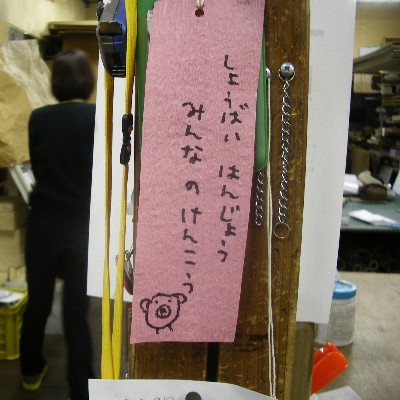 しょうばい はんじょう
みんな の けんこう